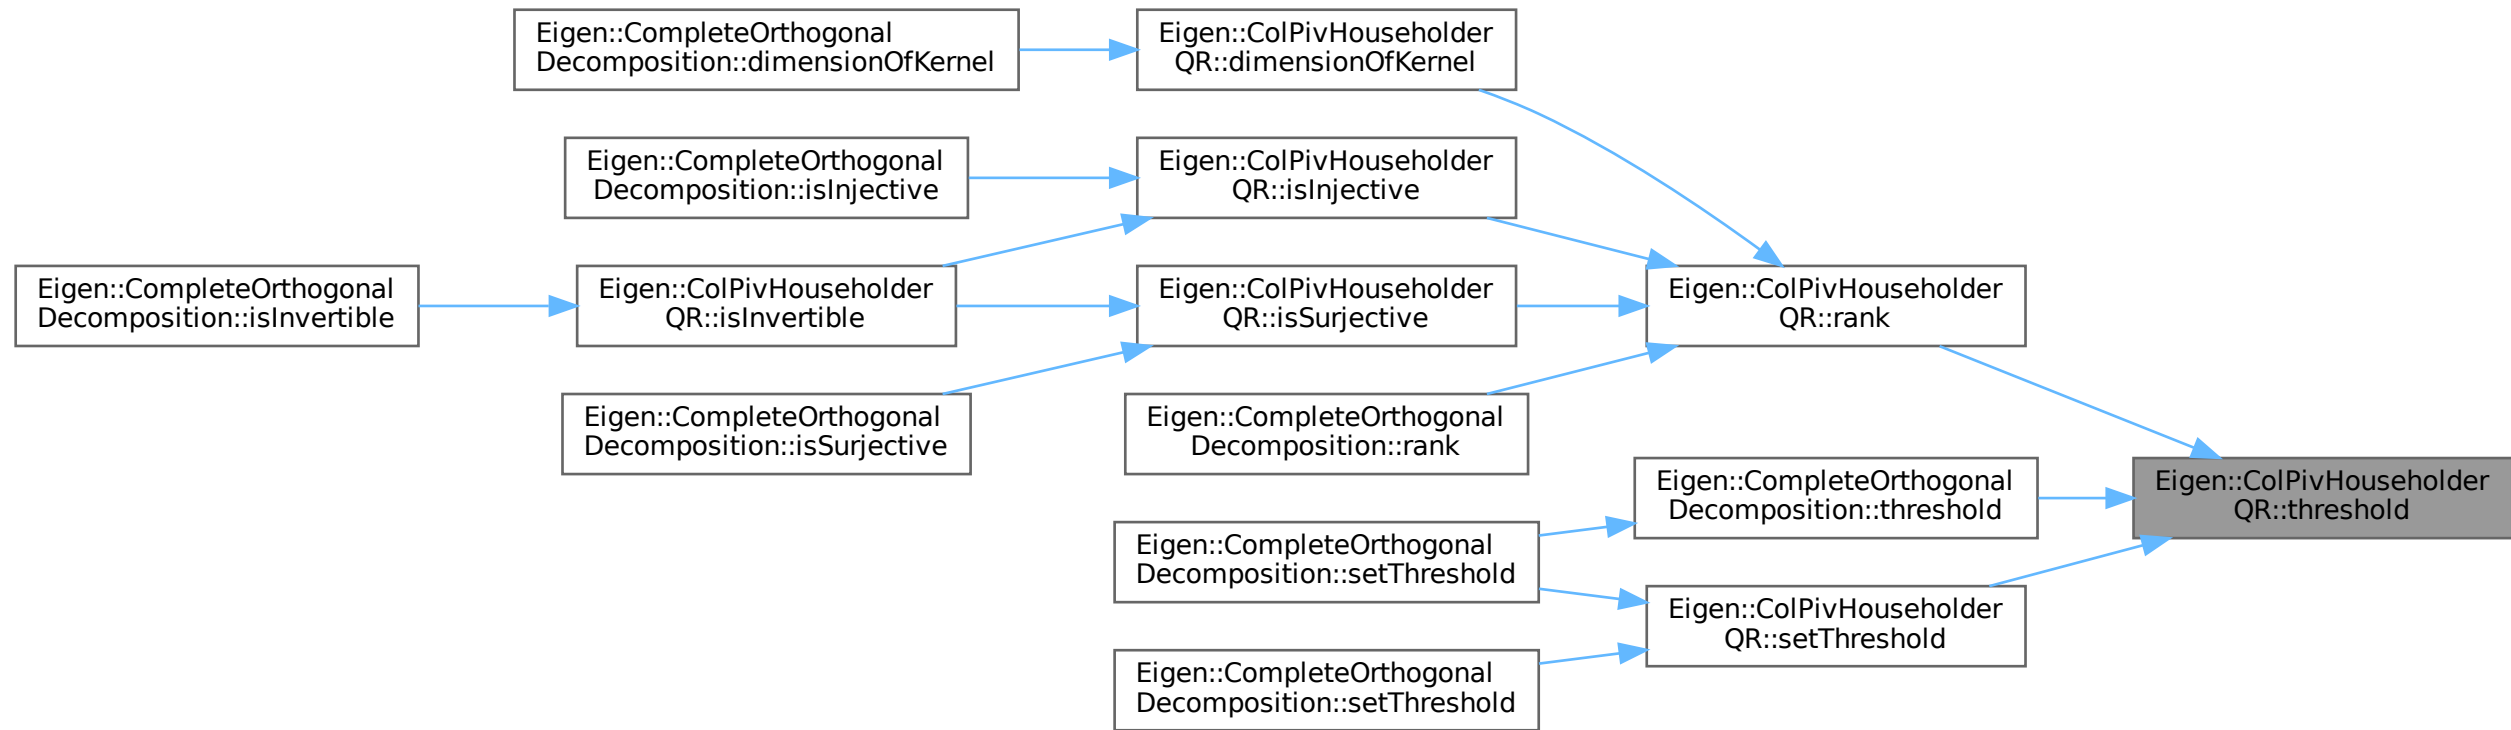 Eigen::CompleteOrthogonal
Decomposition::dimensionOfKernel
Eigen::ColPivHouseholder
QR::dimensionOfKernel
Eigen::CompleteOrthogonal
Decomposition::isInjective
Eigen::ColPivHouseholder
QR::isInjective
Eigen::CompleteOrthogonal
Decomposition::isInvertible
Eigen::ColPivHouseholder
QR::isInvertible
Eigen::ColPivHouseholder
QR::isSurjective
Eigen::ColPivHouseholder
QR::rank
Eigen::CompleteOrthogonal
Decomposition::isSurjective
Eigen::CompleteOrthogonal
Decomposition::rank
Eigen::CompleteOrthogonal
Decomposition::threshold
Eigen::ColPivHouseholder
QR::threshold
Eigen::CompleteOrthogonal
Decomposition::setThreshold
Eigen::ColPivHouseholder
QR::setThreshold
Eigen::CompleteOrthogonal
Decomposition::setThreshold